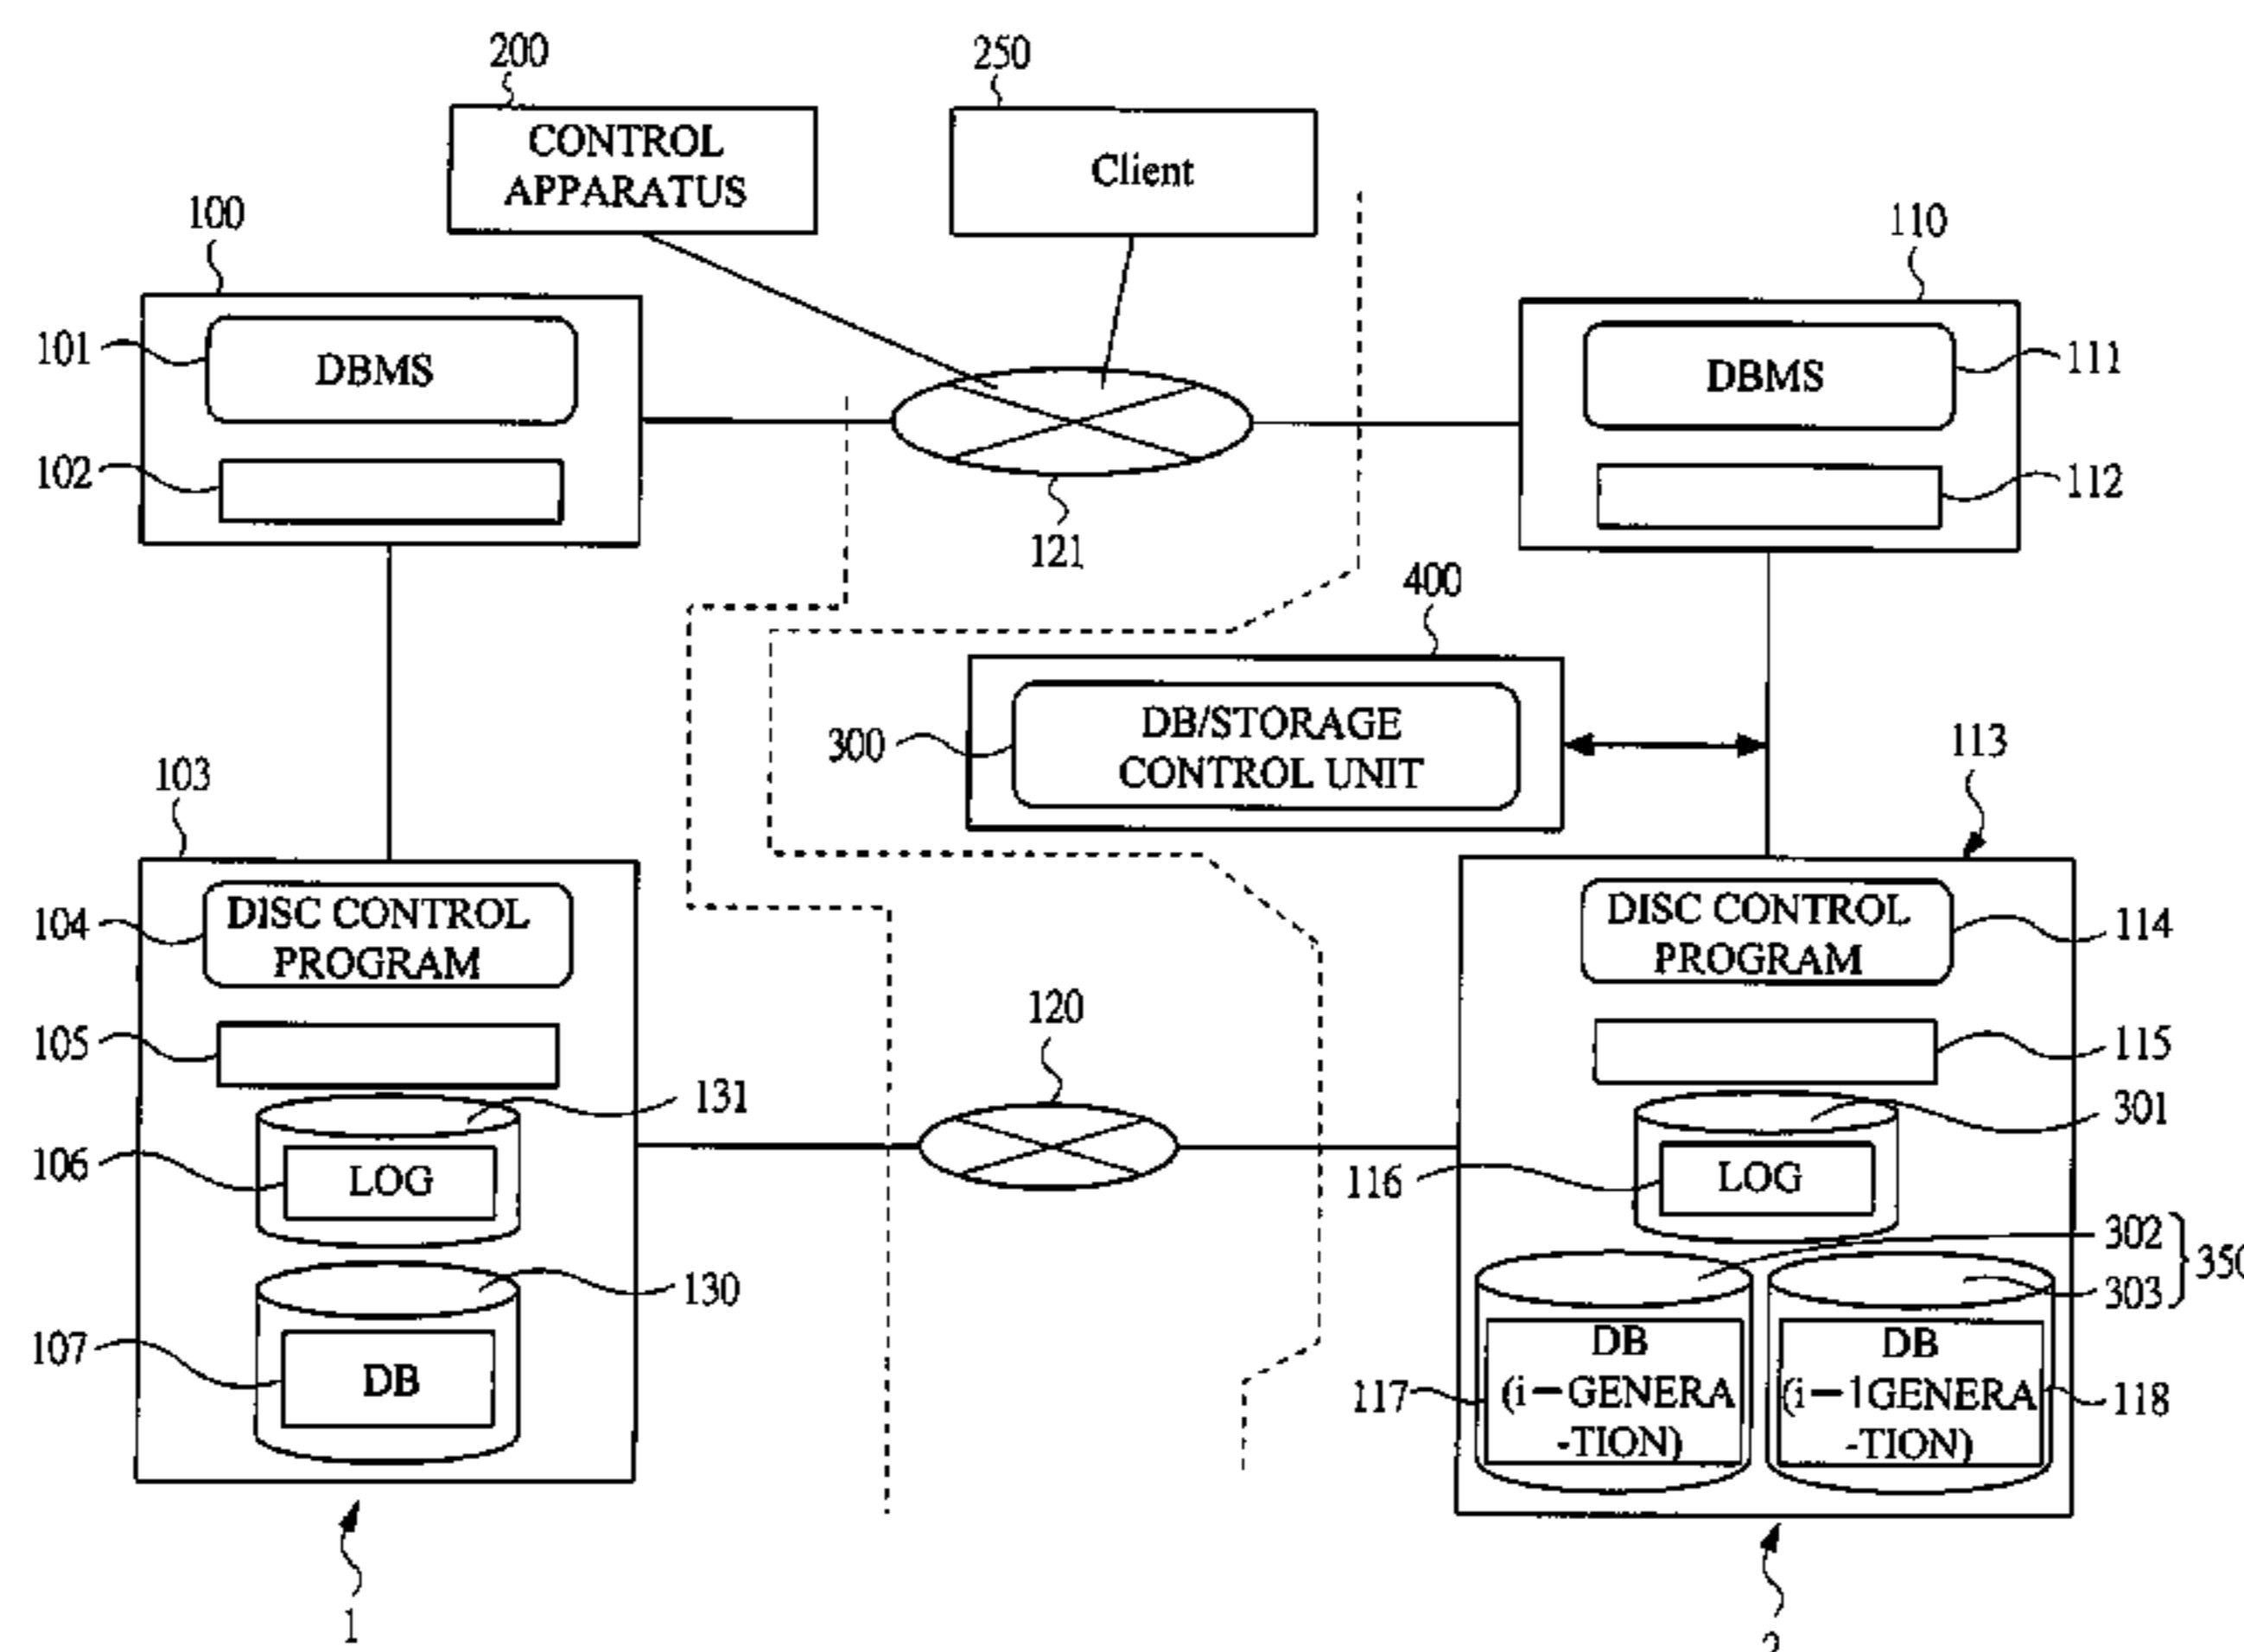 200
250
CONTROL
APPARATUS
Client
100
110
101
DBMS
DBMS
111
102
112
121
400
300
DB/STORAGE
CONTROL UNIT
113
103
104
DISC CONTROL
PROGRAM
DISC CONTROL
PROGRAM
114
120
105
115
131
301
106
LOG
116
LOG
302
350
130
303
107
DB
117
DB
(i-GENERA
-TION)
DB
(i-1GENERA
-TION)
118
1
2